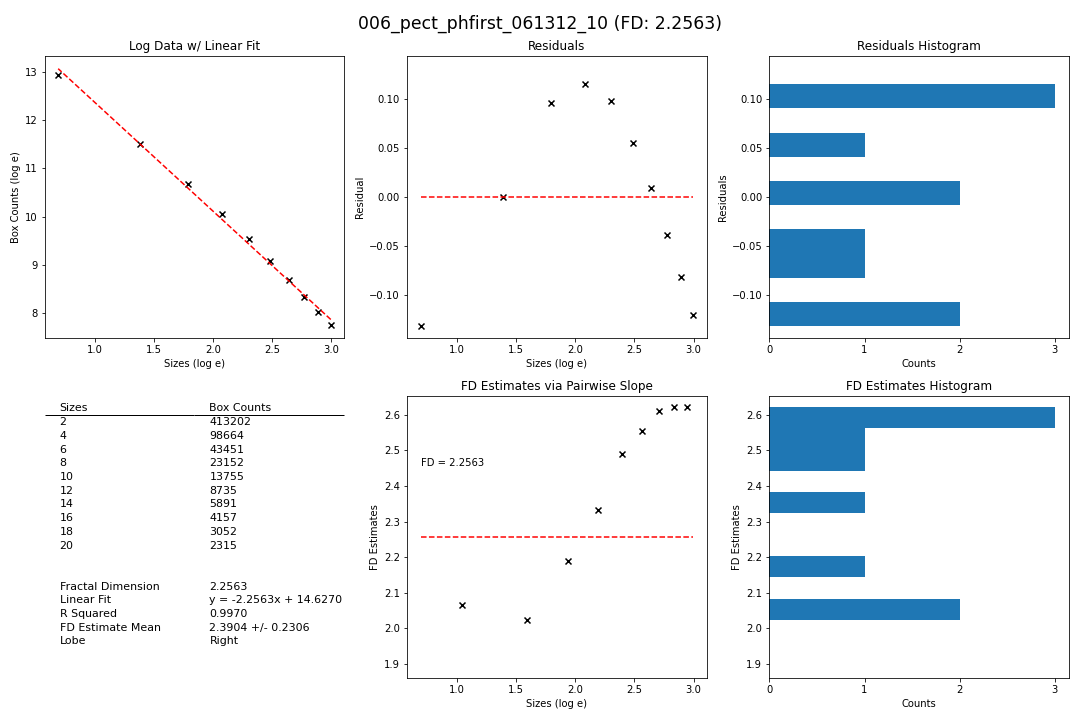 006_pect_phfirst_061312_10 (FD: 2.2563)
Log Data w/ Linear Fit
Box Counts (log e)
13
12
11
10
9
8
1.0 1.5 2.0 2.5 3.0
Sizes (log e)
Residuals
Residual
0.10
0.05
0.00
−0.05
−0.10
1.0 1.5 2.0 2.5 3.0
Sizes (log e)
Residuals Histogram
Residuals
0.10
0.05
0.00
−0.05
−0.10
0 1 2 3
Counts
Sizes Box Counts
2 413202
4 98664
6 43451
8 23152
10 13755
12 8735
14 5891
16 4157
18 3052
20 2315
Fractal Dimension 2.2563
Linear Fit y = -2.2563x + 14.6270
R Squared 0.9970
FD Estimate Mean 2.3904 +/- 0.2306
Lobe Right
FD Estimates via Pairwise Slope
FD Estimates
2.6
2.5
2.4
2.3
2.2
2.1
2.0
1.9
FD = 2.2563
1.0 1.5 2.0 2.5 3.0
Sizes (log e)
FD Estimates Histogram
FD Estimates
2.6
2.5
2.4
2.3
2.2
2.1
2.0
1.9
0 1 2 3
Counts